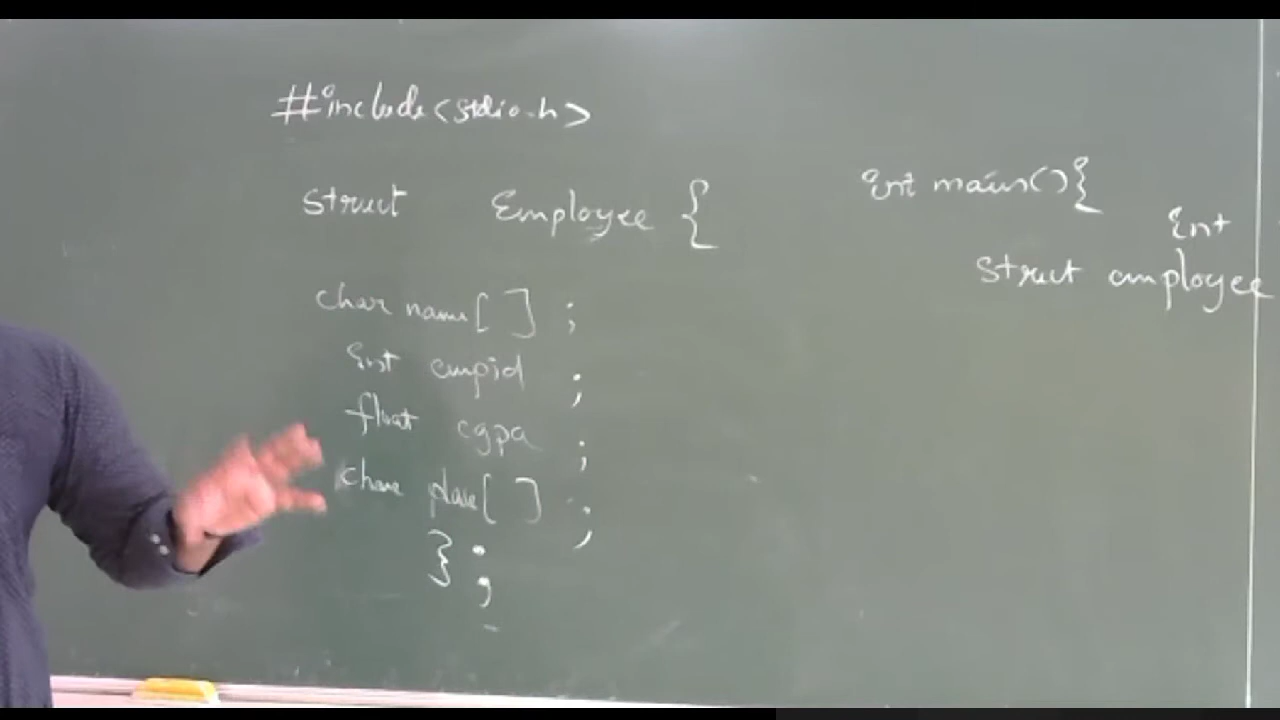 #include<stdio.h>
struct Employee {
char name[ ] ;
int empid ;
float cgpa ;
char place[ ] ;
} ;
int main(){
int
struct employee